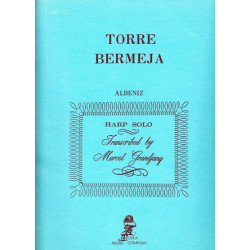 TORRE
BERMEJA
ALBENIZ
HARP SOLO
Transcribed by
Marcel Grandjany
MUSIC COMPANY